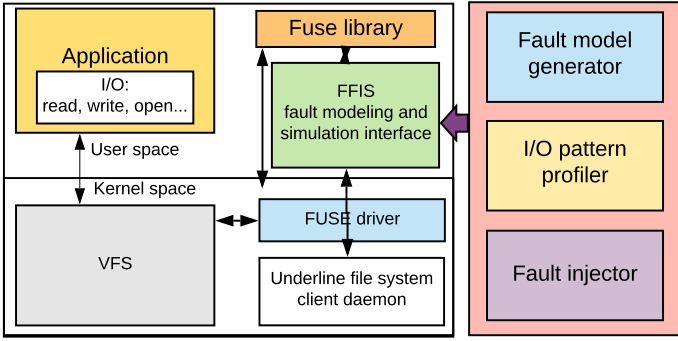 Application
I/O:
read, write, open...
User space
Kernel space
VFS
Fuse library
FFIS
fault modeling and
simulation interface
FUSE driver
Underline file system
client daemon
Fault model
generator
I/O pattern
profiler
Fault injector